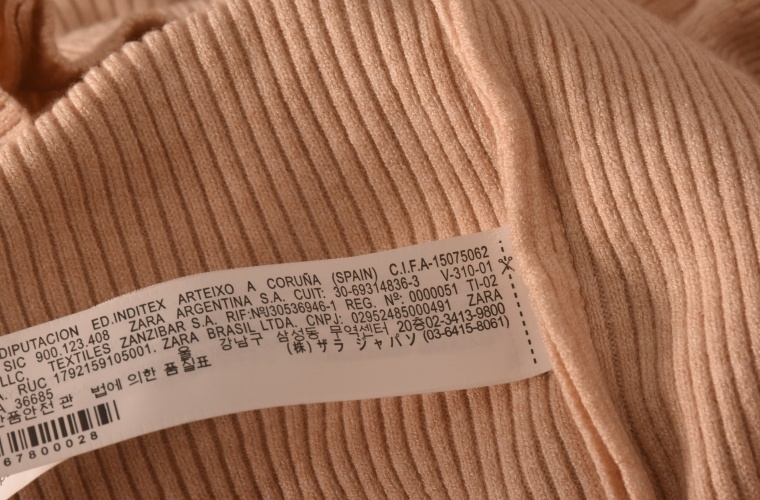 DIPUTACION ED.INDITEX ARTEIXO A CORUÑA (SPAIN) C.I.F.A-15075062
SIC 900.123.408 ZARA ARGENTINA S.A. CUIT: 30-69314836-3 V-310-01
LLC. TEXTILES ZANZIBAR S.A. RIF:Nº J30536946-1 REG. Nº: 0000051 TI-02
RUC 1792159105001. ZARA BRASIL LTDA. CNPJ: 02952485000491 ZARA
A. 36685 강남구 삼성동 무역센터 20층02-3413-9800
법에 의한 품질표 (株) ザラ ジャパン (03-6415-8061)
67800028